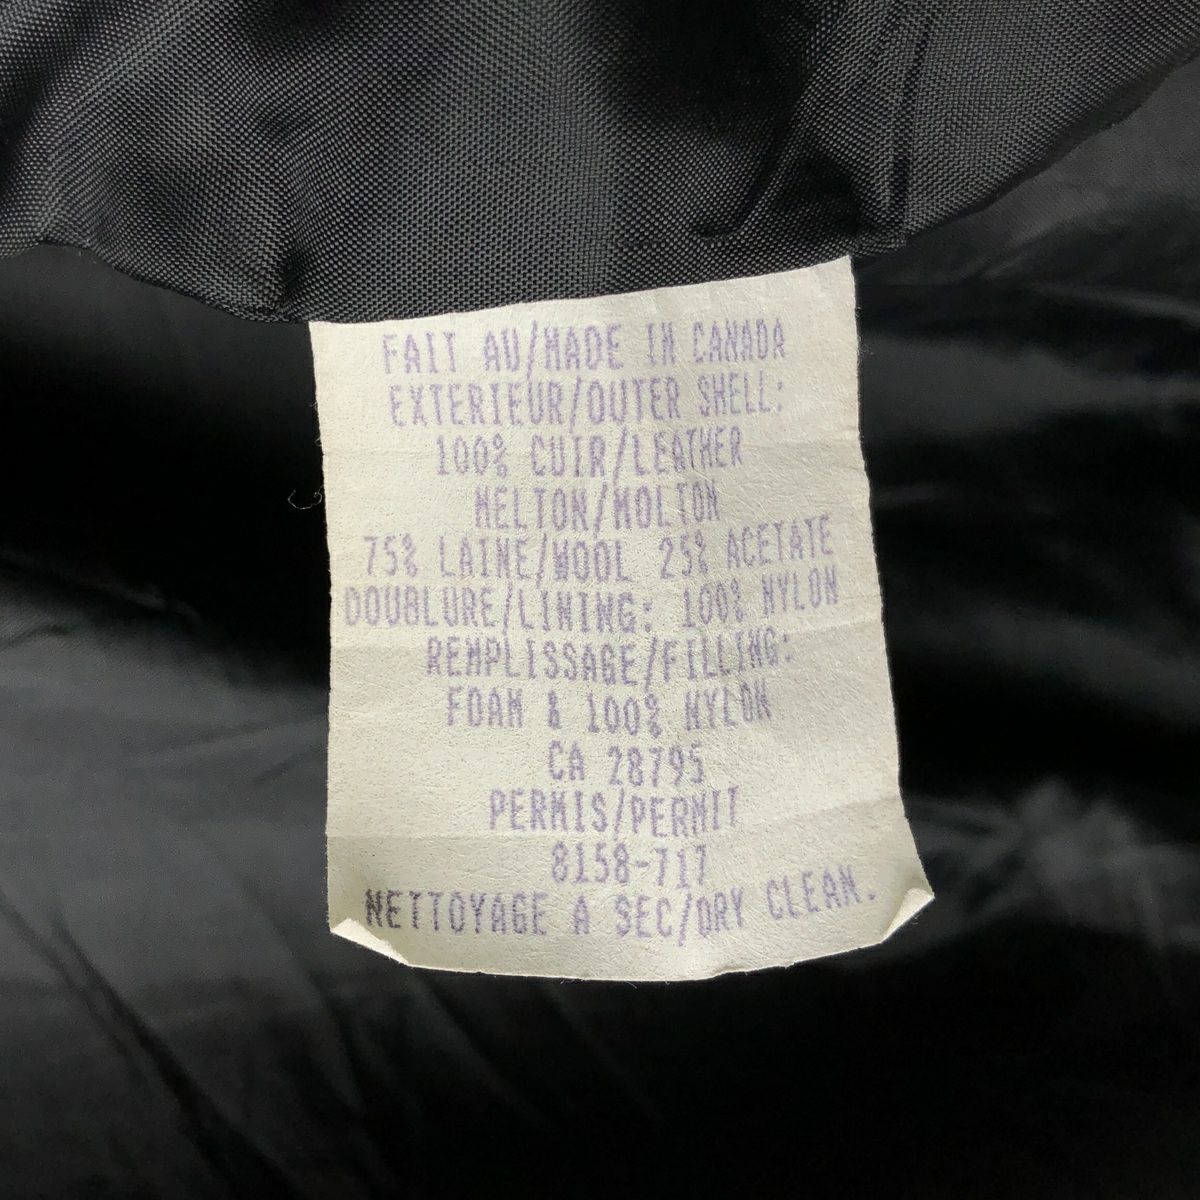 FAIT AU/MADE IN CANADA
EXTERIEUR/OUTER SHELL:
100% CUIR/LEATHER
MELTON/MOLTON
75% LAINE/WOOL 25% ACETATE
DOUBLURE/LINING: 100% NYLON
REMPLISSAGE/FILLING:
FOAM & 100% NYLON
CA 28795
PERMIS/PERMIT
8158-717
NETTOYAGE A SEC/DRY CLEAN.